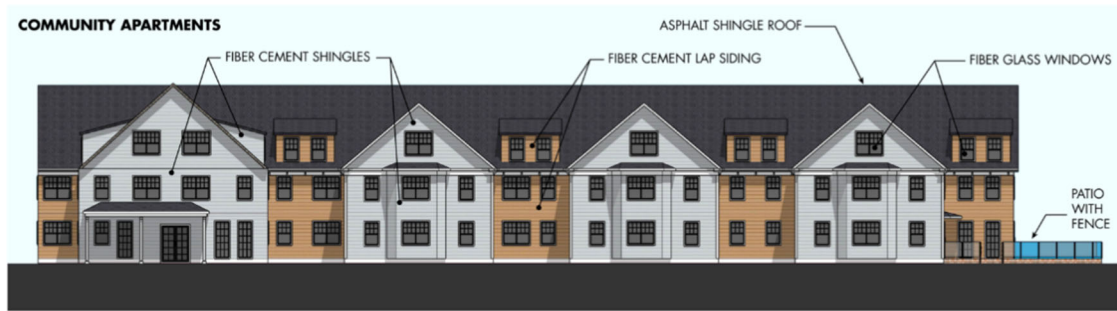 COMMUNITY APARTMENTS
ASPHALT SHINGLE ROOF
FIBER CEMENT SHINGLES
FIBER CEMENT LAP SIDING
FIBER GLASS WINDOWS
PATIO
WITH
FENCE